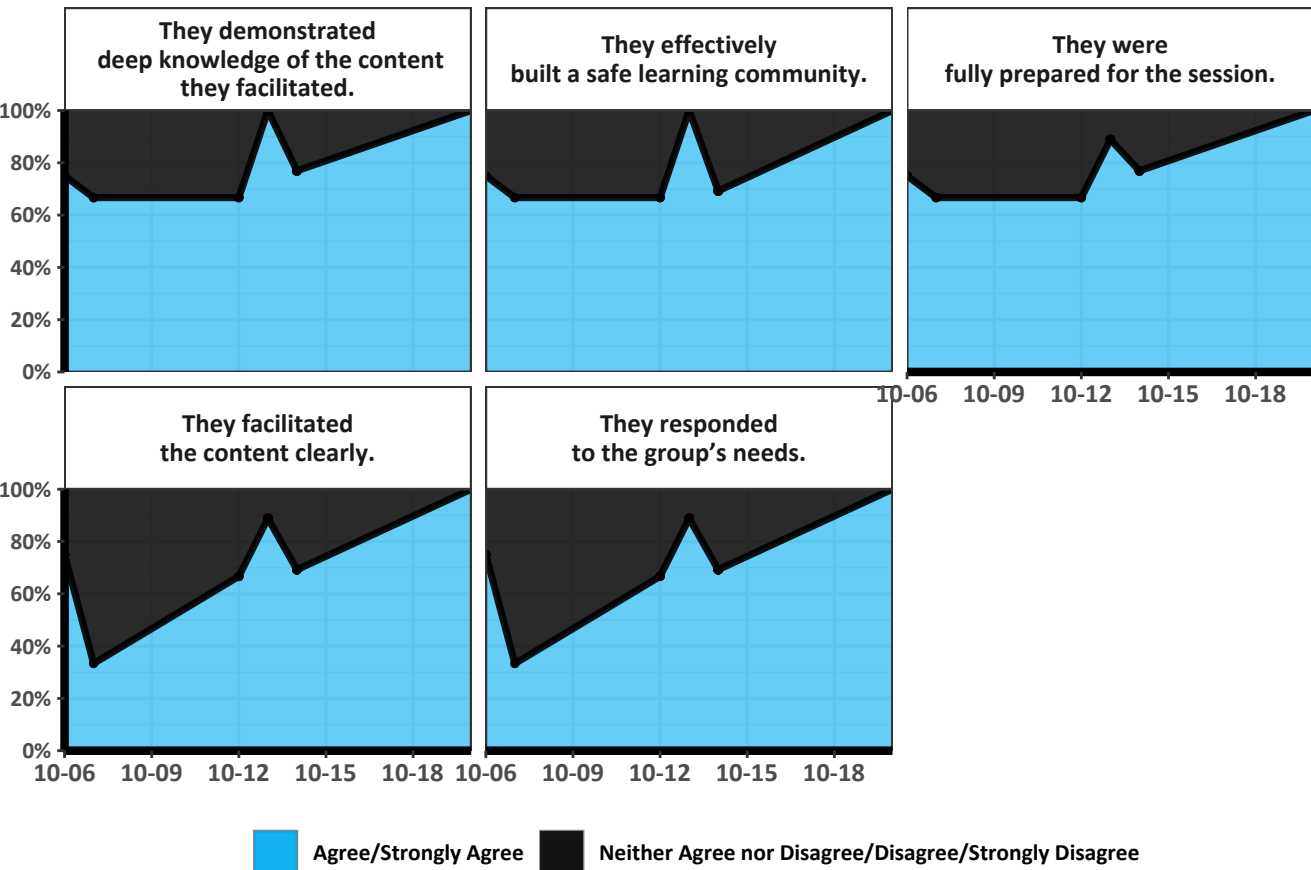 They demonstrated
deep knowledge of the content
they facilitated.
They effectively
built a safe learning community.
They were
fully prepared for the session.
100%
80%
60%
40%
20%
0%
10-06 10-09 10-12 10-15 10-18
They facilitated
the content clearly.
They responded
to the group's needs.
100%
80%
60%
40%
20%
0%
10-06 10-09 10-12 10-15 10-18 10-06 10-09 10-12 10-15 10-18
Agree/Strongly Agree Neither Agree nor Disagree/Disagree/Strongly Disagree